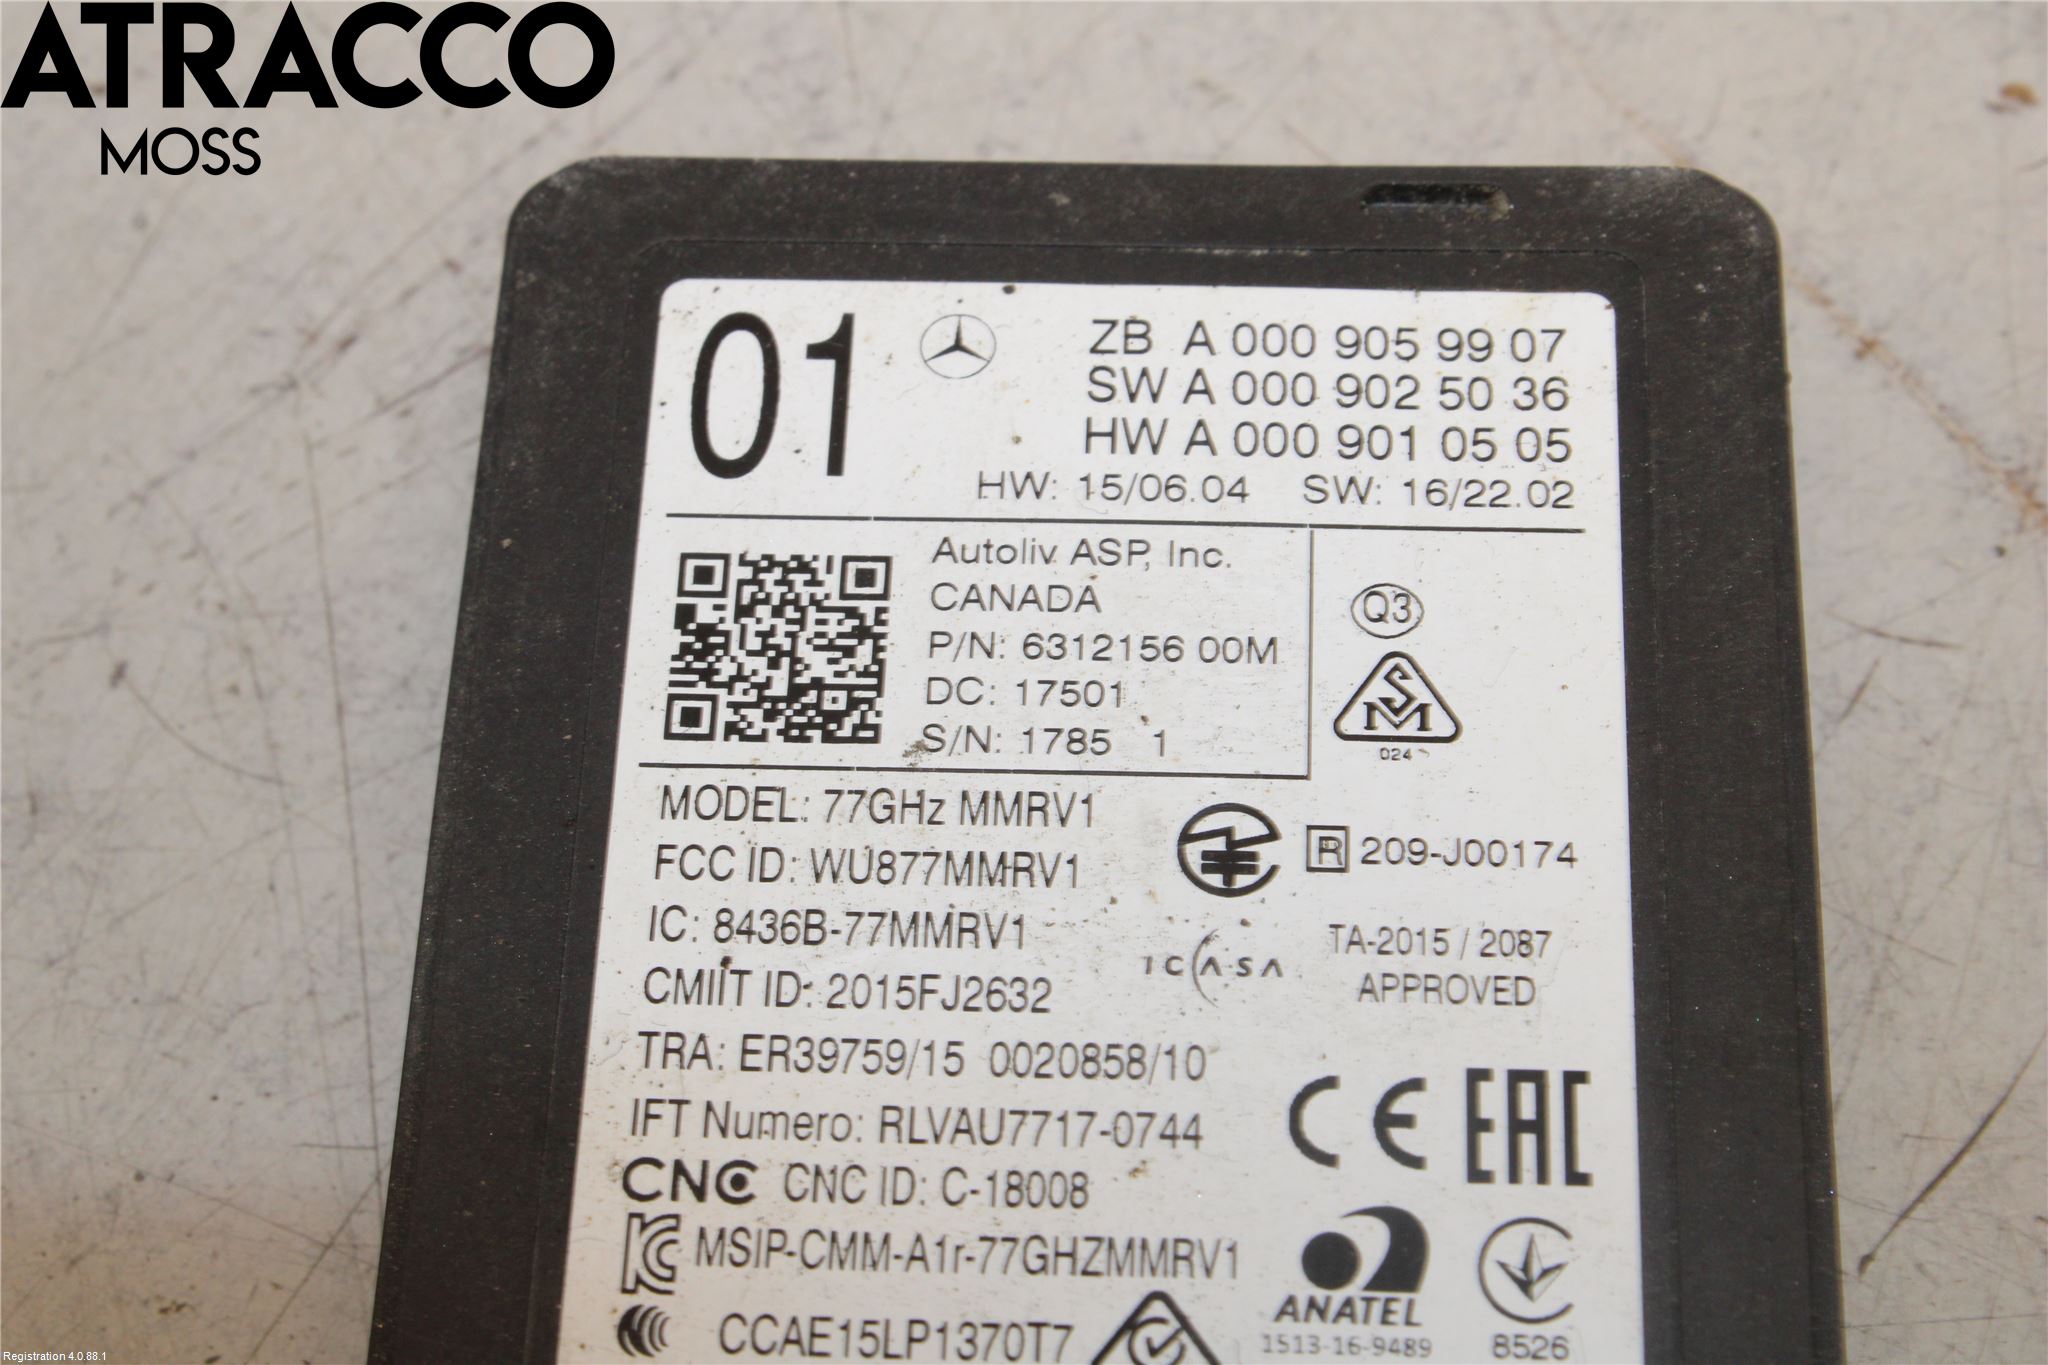 ATRACCO
MOSS
01
ZB A 000 905 99 07
SW A 000 902 50 36
HW A 000 901 05 05
HW: 15/06.04 SW: 16/22.02
Autoliv ASP, Inc.
CANADA
P/N: 6312156 00M
DC: 17501
S/N: 1785 1
Q3
SM
024
MODEL: 77GHz MMRV1
FCC ID: WU877MMRV1
R 209-J00174
IC: 8436B-77MMRV1
ICASA
TA-2015 / 2087
APPROVED
CMIIT ID: 2015FJ2632
TRA: ER39759/15 0020858/10
IFT Numero: RLVAU7717-0744
CE EAC
CNC CNC ID: C-18008
KC MSIP-CMM-A1r-77GHZMMRV1
ANATEL
1513-16-9489
8526
CCAE15LP1370T7
Registration 4.0.88.1